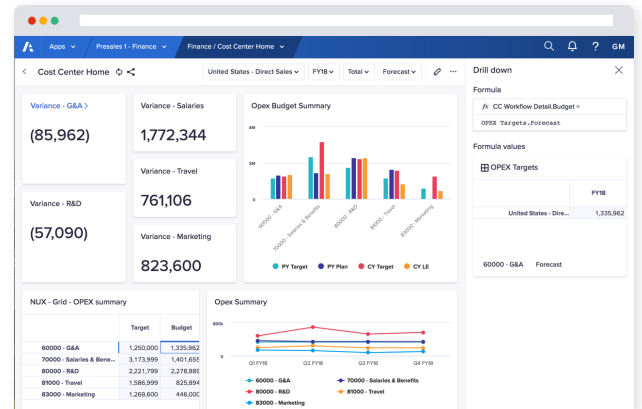 Apps
Presales 1 - Finance
Finance / Cost Center Home
? GM
Cost Center Home
United States - Direct Sales
FY18
Total
Forecast
Drill down
Variance - G&A >
(85,962)
Variance - Salaries
1,772,344
Opex Budget Summary
4M
2M
0
60000 - G&A
70000 - Salaries & Benefits
80000 - R&D
81000 - Travel
83000 - Marketing
PY Target PY Plan CY Target CY LE
Variance - Travel
761,106
Variance - R&D
(57,090)
Variance - Marketing
823,600
Formula
fx CC Workflow Detail.Budget =
OPEX Targets.Forecast
Formula values
OPEX Targets
FY18
United States - Dire... 1,335,962
60000 - G&A Forecast
NUX - Grid - OPEX summary
Target Budget
60000 - G&A 1,250,000 1,335,962
70000 - Salaries & Bene... 3,173,999 1,401,655
80000 - R&D 2,221,799 2,278,889
81000 - Travel 1,586,999 825,894
83000 - Marketing 1,269,600 446,000
Opex Summary
800k
0
Q1 FY18 Q2 FY18 Q3 FY18 Q4 FY18
60000 - G&A 70000 - Salaries & Benefits
80000 - R&D 81000 - Travel
83000 - Marketing